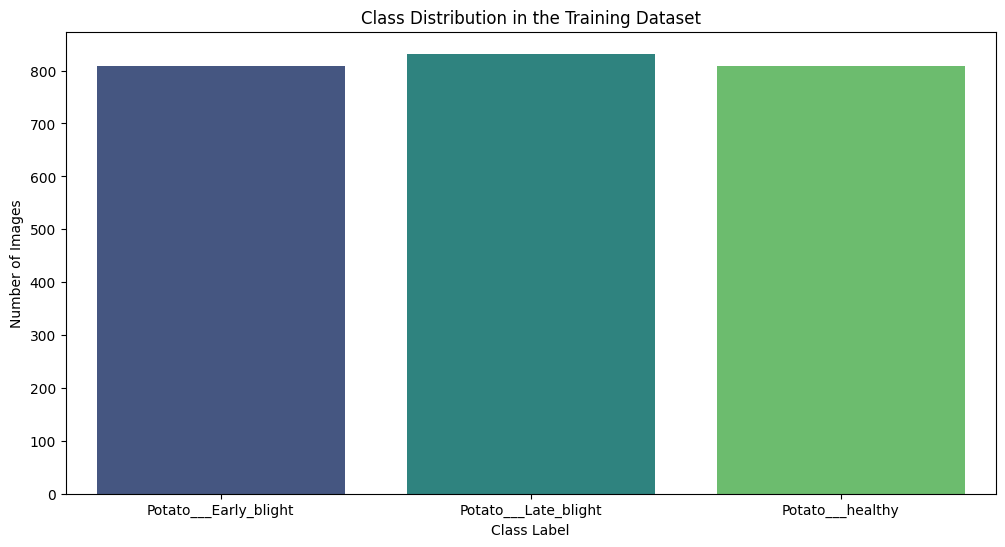 Class Distribution in the Training Dataset
Number of Images
800
700
600
500
400
300
200
100
0
Potato___Early_blight
Potato___Late_blight
Potato___healthy
Class Label